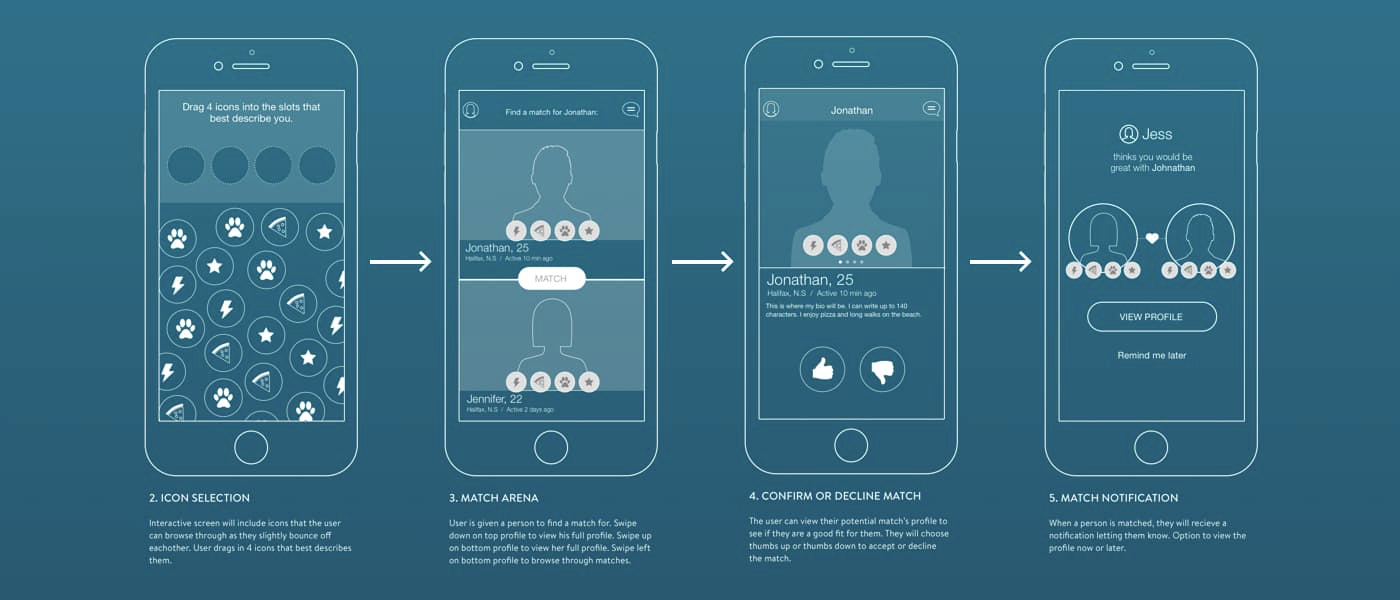 Drag 4 icons into the slots that
best describe you.
2. ICON SELECTION
Interactive screen will include icons that the user
can browse through as they slightly bounce off
eachother. User drags in 4 icons that best describes
them.
Find a match for Jonathan:
Jonathan, 25
Halifax, N.S / Active 10 min ago
MATCH
Jennifer, 22
Halifax, N.S / Active 2 days ago
3. MATCH ARENA
User is given a person to find a match for. Swipe
down on top profile to view his full profile. Swipe up
on bottom profile to view her full profile. Swipe left
on bottom profile to browse through matches.
Jonathan
Jonathan, 25
Halifax, N.S / Active 10 min ago
This is where my bio will be. I can write up to 140
characters. I enjoy pizza and long walks on the beach.
4. CONFIRM OR DECLINE MATCH
The user can view their potential match's profile to
see if they are a good fit for them. They will choose
thumbs up or thumbs down to accept or decline
the match.
Jess
thinks you would be
great with Johnathan
VIEW PROFILE
Remind me later
5. MATCH NOTIFICATION
When a person is matched, they will recieve a
notification letting them know. Option to view the
profile now or later.